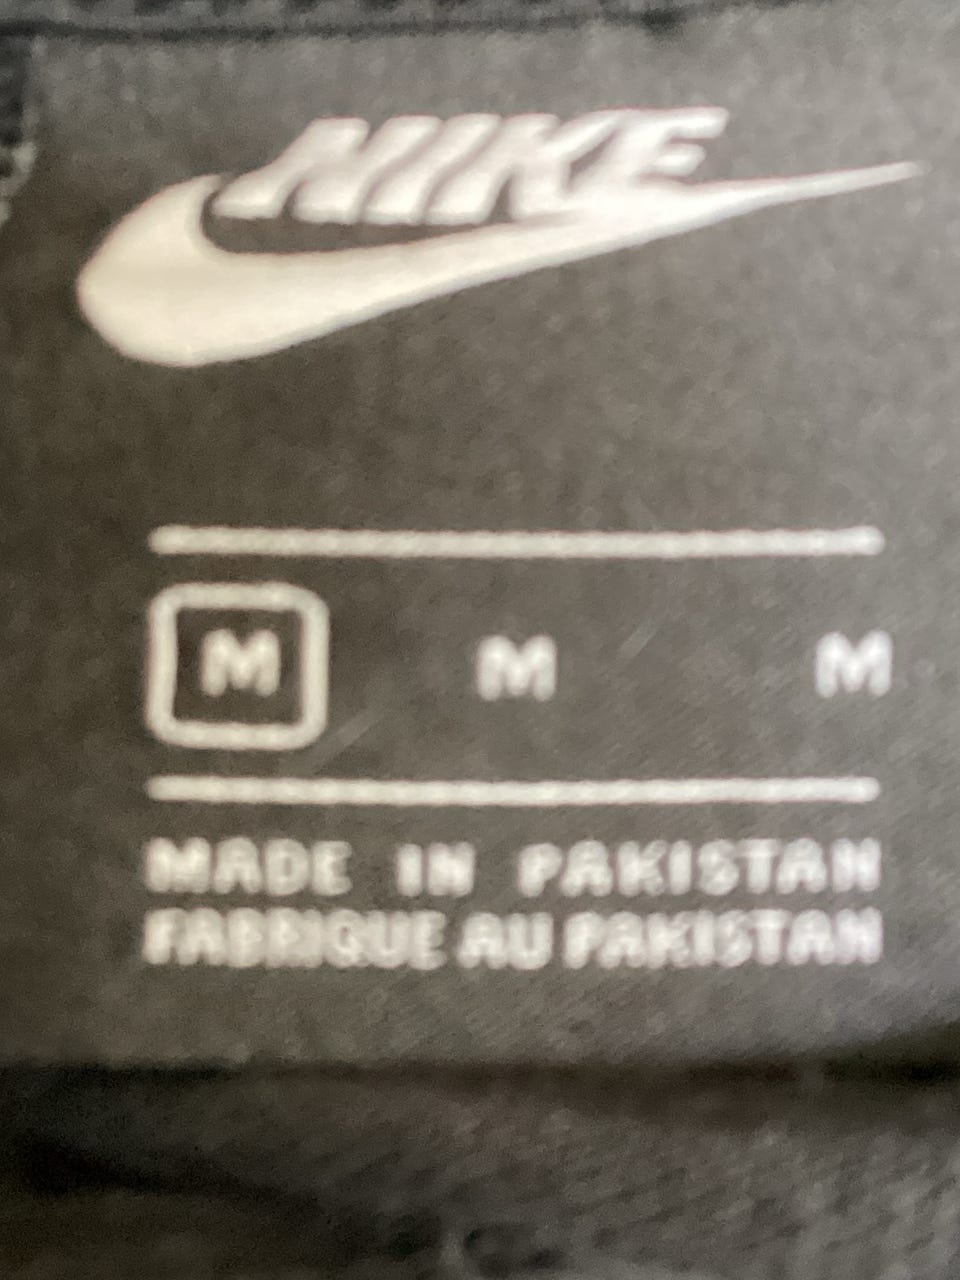 NIKE
M M M
MADE IN PAKISTAN
FABRIQUE AU PAKISTAN